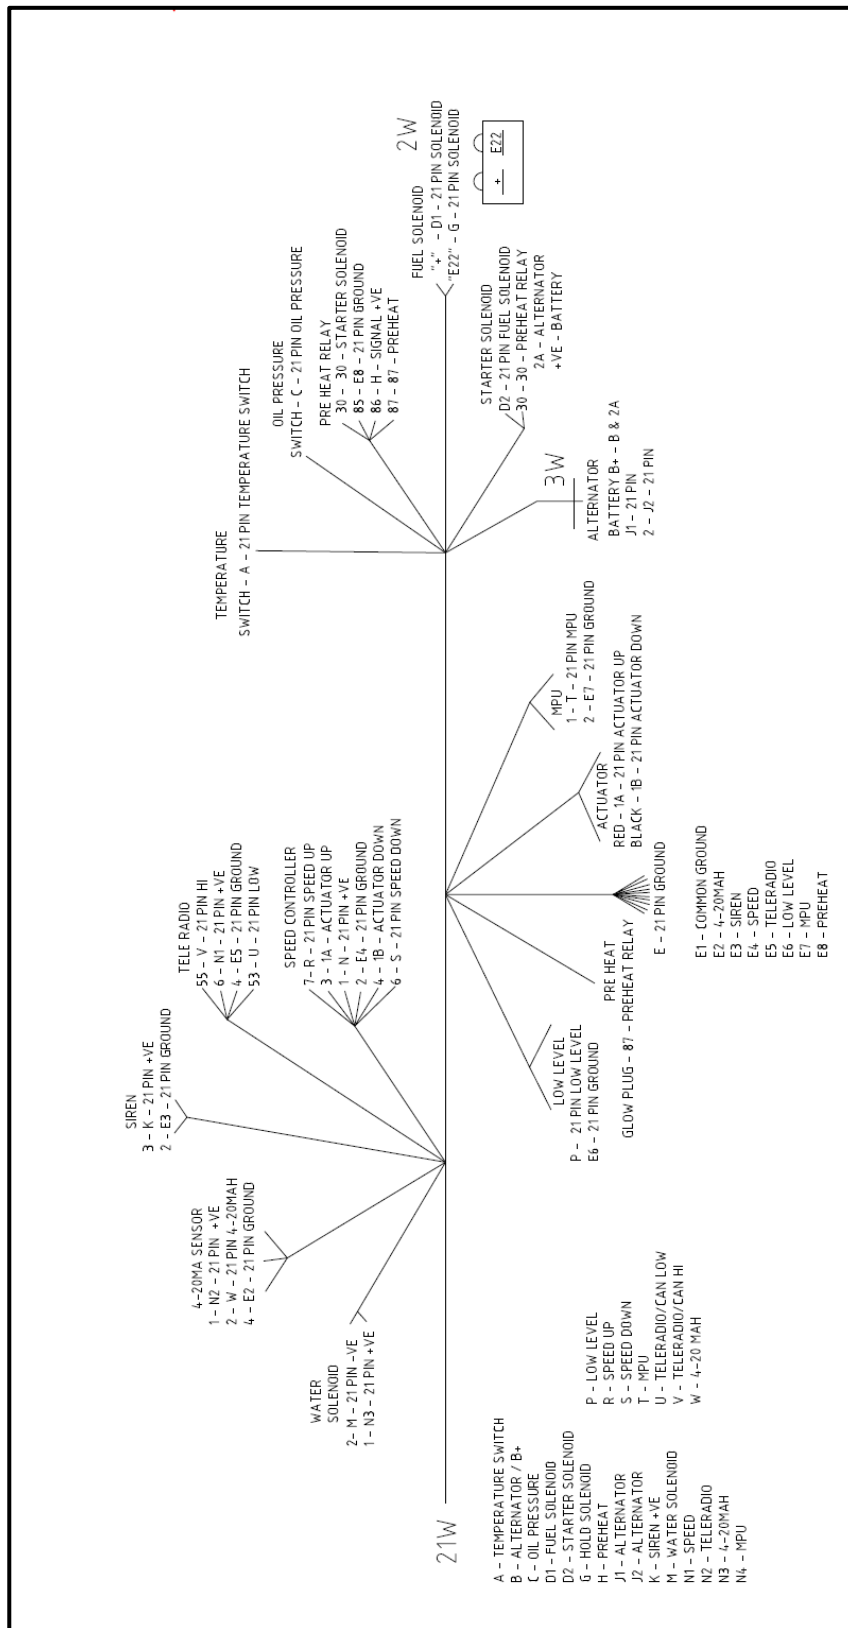 21W
A - TEMPERATURE SWITCH
B - ALTERNATOR / B+
C - OIL PRESSURE
D1 - FUEL SOLENOID
D2 - STARTER SOLENOID
G - HOLD SOLENOID
H - PREHEAT
J1 - ALTERNATOR
J2 - ALTERNATOR
K - SIREN +VE
M - WATER SOLENOID
N1 - SPEED
N2 - TELERADIO
N3 - 4-20MAH
N4 - MPU
P - LOW LEVEL
R - SPEED UP
S - SPEED DOWN
T - MPU
U - TELERADIO/CAN LOW
V - TELERADIO/CAN HI
W - 4-20 MAH
WATER
SOLENOID
2- M - 21 PIN -VE
1 - N3 - 21 PIN +VE
4-20MA SENSOR
1 - N2 - 21 PIN +VE
2 - W - 21 PIN 4-20MAH
4 - E2 - 21 PIN GROUND
SIREN
3 - K - 21 PIN +VE
2 - E3 - 21 PIN GROUND
TELE RADIO
55 - V - 21 PIN HI
6 - N1 - 21 PIN +VE
4 - E5 - 21 PIN GROUND
53 - U - 21 PIN LOW
SPEED CONTROLLER
7- R - 21 PIN SPEED UP
3 - 1A - ACTUATOR UP
1 - N - 21 PIN +VE
2 - E4 - 21 PIN GROUND
4 - 1B - ACTUATOR DOWN
6 - S - 21 PIN SPEED DOWN
LOW LEVEL
P - 21 PIN LOW LEVEL
E6 - 21 PIN GROUND
PRE HEAT
GLOW PLUG - 87 - PREHEAT RELAY
E - 21 PIN GROUND
E1 - COMMON GROUND
E2 - 4-20MAH
E3 - SIREN
E4 - SPEED
E5 - TELERADIO
E6 - LOW LEVEL
E7 - MPU
E8 - PREHEAT
ACTUATOR
RED - 1A - 21 PIN ACTUATOR UP
BLACK - 1B - 21 PIN ACTUATOR DOWN
MPU
1 - T - 21 PIN MPU
2 - E7 - 21 PIN GROUND
TEMPERATURE
SWITCH - A - 21 PIN TEMPERATURE SWITCH
OIL PRESSURE
SWITCH - C - 21 PIN OIL PRESSURE
PRE HEAT RELAY
30 - 30 - STARTER SOLENOID
85 - E8 - 21 PIN GROUND
86 - H - SIGNAL +VE
87 - 87 - PREHEAT
FUEL SOLENOID
"+" - D1 - 21 PIN SOLENOID
"E22" - G - 21 PIN SOLENOID
2W
+
E22
STARTER SOLENOID
D2 - 21 PIN FUEL SOLENOID
30 - 30 - PREHEAT RELAY
2A - ALTERNATOR
+VE - BATTERY
3W
ALTERNATOR
BATTERY B+ - B & 2A
J1 - 21 PIN
2 - J2 - 21 PIN